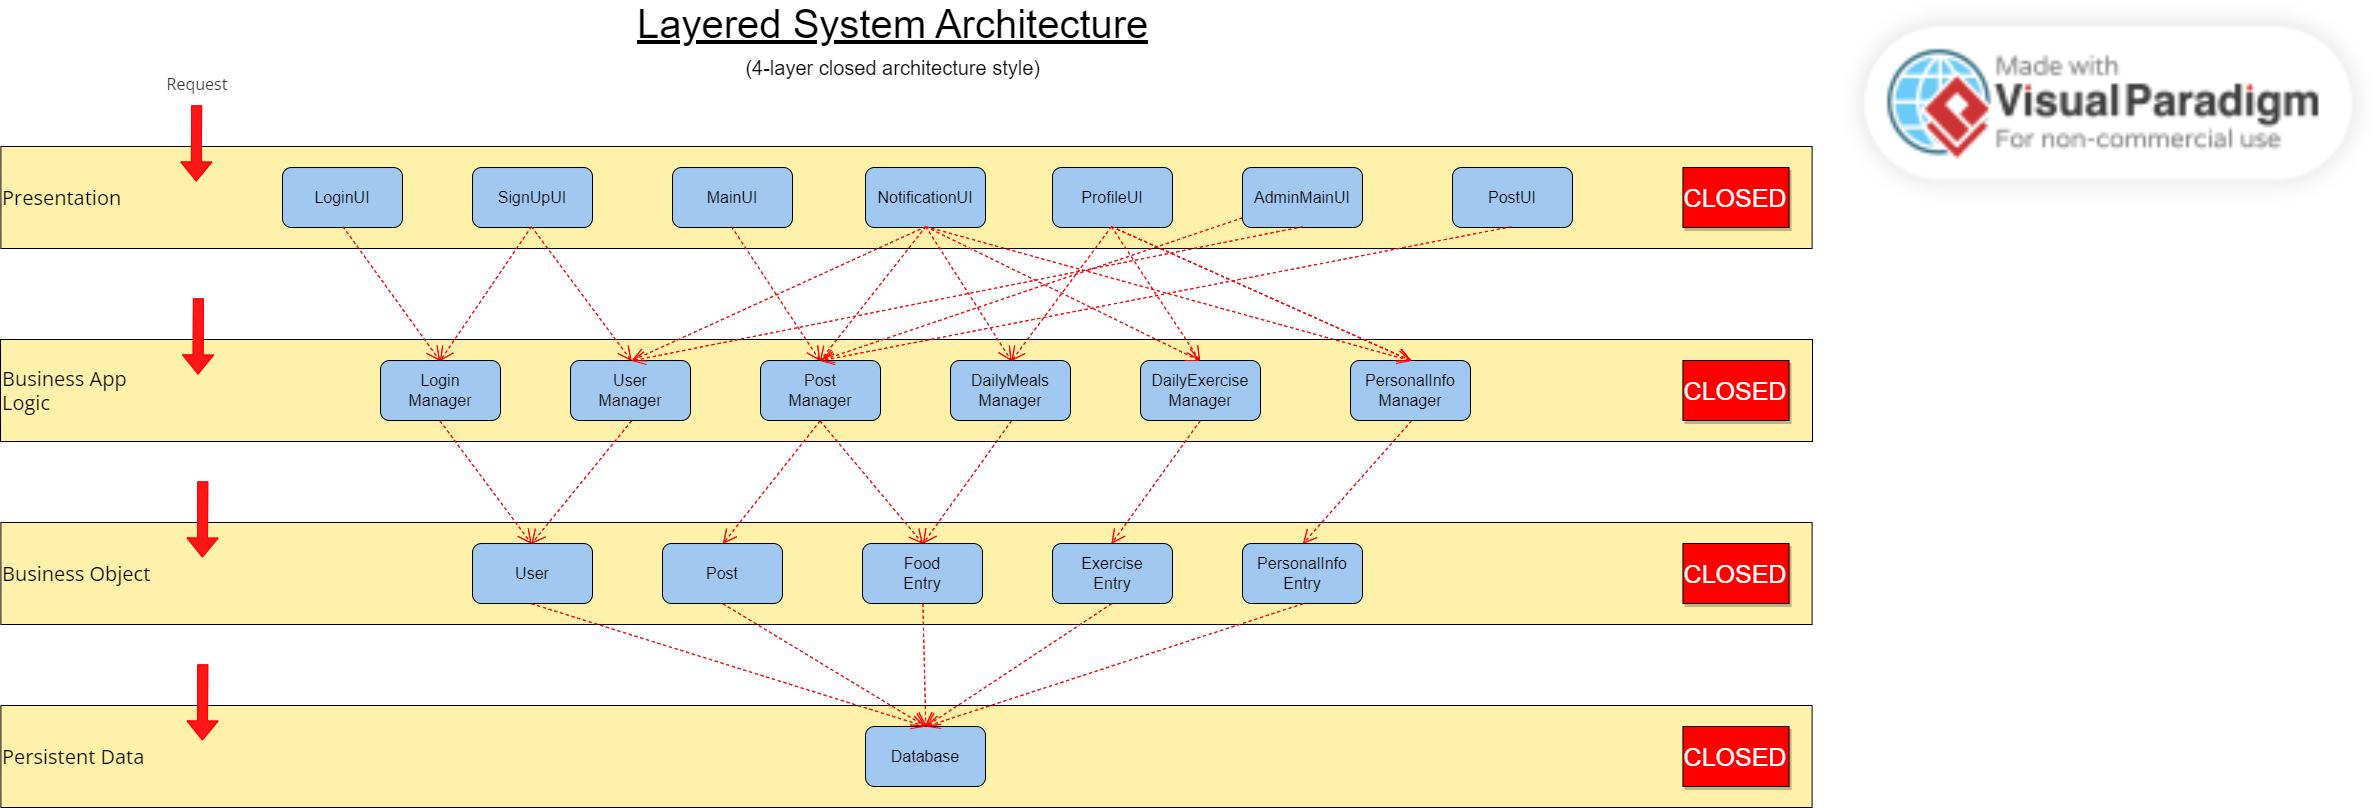 Layered System Architecture
(4-layer closed architecture style)
Made with
Visual Paradigm
For non-commercial use
Request
Presentation
LoginUI
SignUpUI
MainUI
NotificationUI
ProfileUI
AdminMainUI
PostUI
CLOSED
Business App
Logic
Login
Manager
User
Manager
Post
Manager
DailyMeals
Manager
DailyExercise
Manager
PersonalInfo
Manager
CLOSED
Business Object
User
Post
Food
Entry
Exercise
Entry
PersonalInfo
Entry
CLOSED
Persistent Data
Database
CLOSED